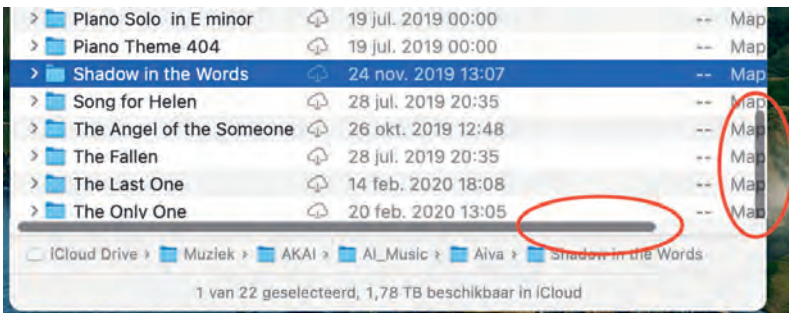 Piano Solo in E minor 19 jul. 2019 00:00 -- Map
Piano Theme 404 19 jul. 2019 00:00 -- Map
Shadow in the Words 24 nov. 2019 13:07 -- Map
Song for Helen 28 jul. 2019 20:35 -- Map
The Angel of the Someone 26 okt. 2019 12:48 -- Map
The Fallen 28 jul. 2019 20:35 -- Map
The Last One 14 feb. 2020 18:08 -- Map
The Only One 20 feb. 2020 13:05 -- Map
iCloud Drive › Muziek › AKAI › AI_Music › Aiva › Shadow in the Words
1 van 22 geselecteerd, 1,78 TB beschikbaar in iCloud